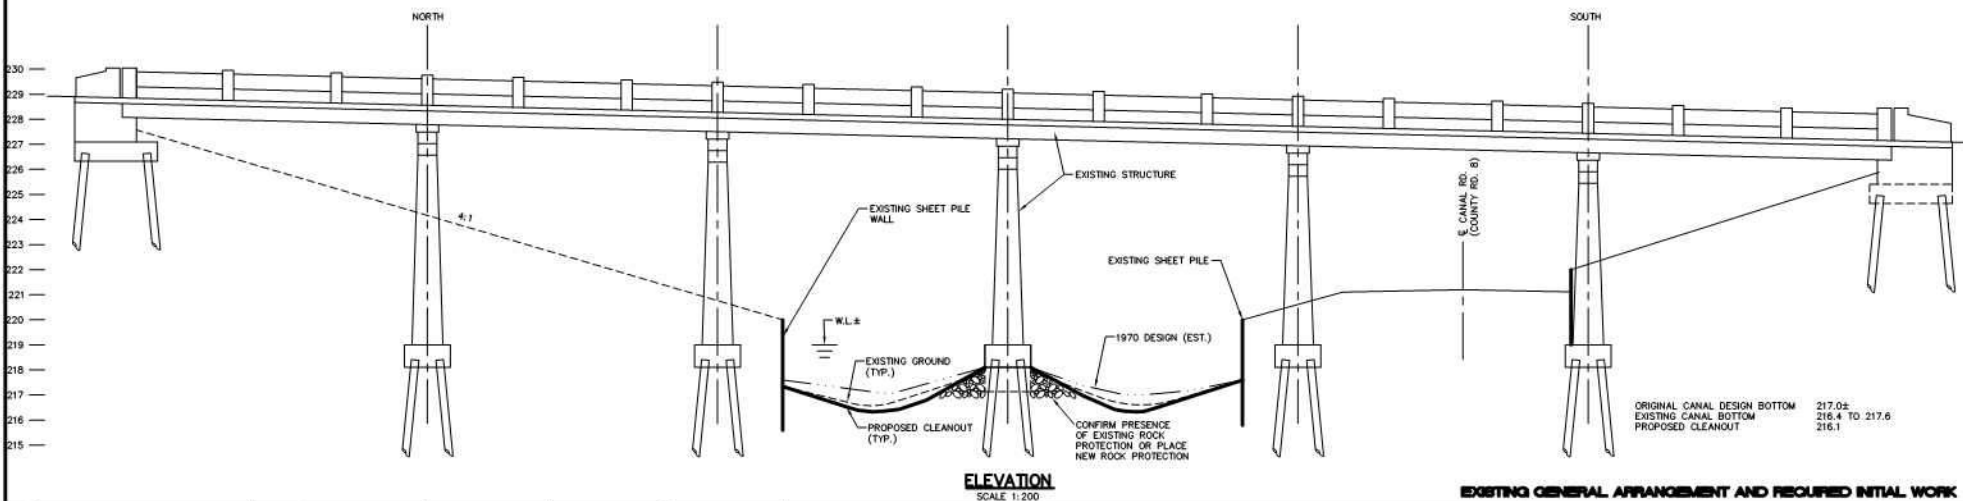 NORTH
SOUTH
230
229
228
227
226
225
224
223
222
221
220
219
218
217
216
215
4:1
EXISTING STRUCTURE
EXISTING SHEET PILE
WALL
℄ CANAL RD.
(COUNTY RD. 8)
EXISTING SHEET PILE
W.L.±
1970 DESIGN (EST.)
EXISTING GROUND
(TYP.)
PROPOSED CLEANOUT
(TYP.)
CONFIRM PRESENCE
OF EXISTING ROCK
PROTECTION OR PLACE
NEW ROCK PROTECTION
ORIGINAL CANAL DESIGN BOTTOM 217.0±
EXISTING CANAL BOTTOM 216.4 TO 217.6
PROPOSED CLEANOUT 216.1
ELEVATION
SCALE 1:200
EXISTING GENERAL ARRANGEMENT AND REQUIRED INITIAL WORK